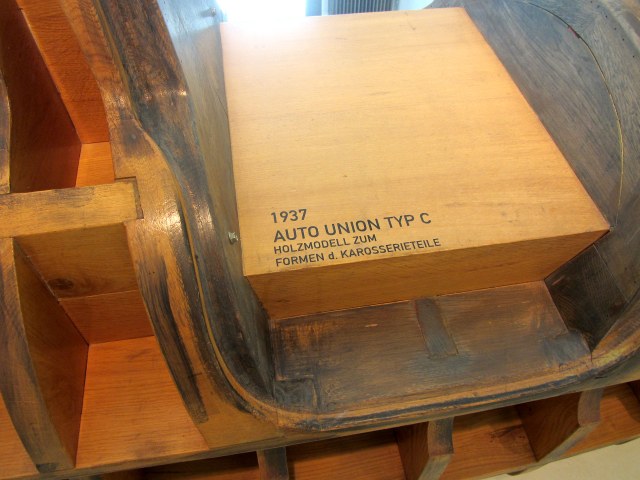 1937
AUTO UNION TYP C
HOLZMODELL ZUM
FORMEN d. KAROSSERIETEILE